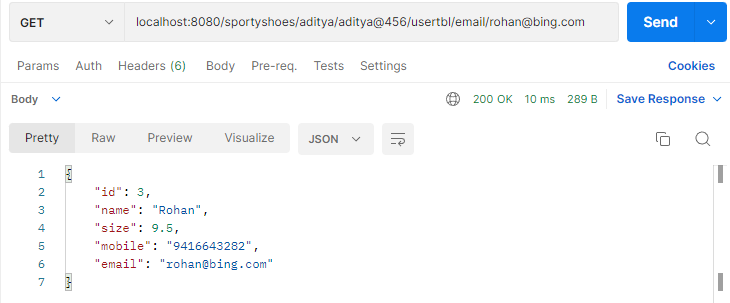 GET localhost:8080/sportyshoes/aditya/aditya@456/usertbl/email/rohan@bing.com Send
Params Auth Headers (6) Body Pre-req. Tests Settings Cookies
Body 200 OK 10 ms 289 B Save Response
Pretty Raw Preview Visualize JSON
1 {
2 "id": 3,
3 "name": "Rohan",
4 "size": 9.5,
5 "mobile": "9416643282",
6 "email": "rohan@bing.com"
7 }